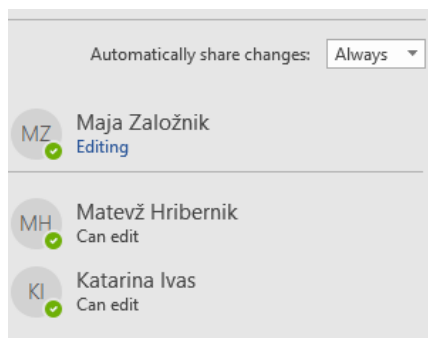 Automatically share changes: Always
MZ
Maja Založnik
Editing
MH
Matevž Hribernik
Can edit
KI
Katarina Ivas
Can edit